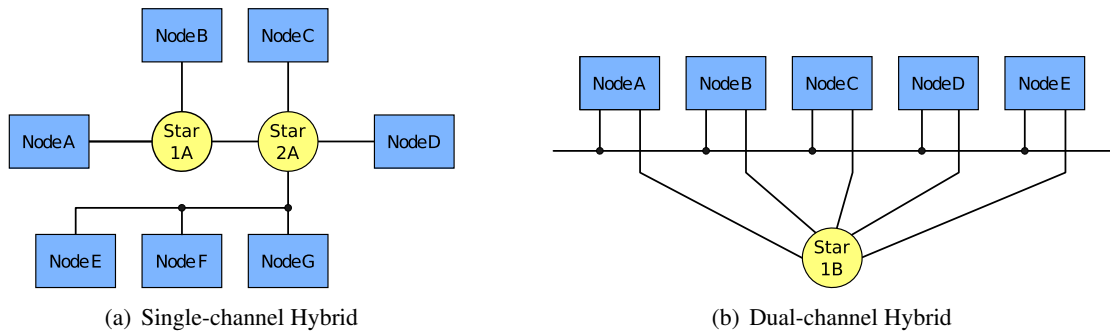 NodeB
NodeC
NodeA
Star
1A
Star
2A
NodeD
NodeE
NodeF
NodeG
(a) Single-channel Hybrid
NodeA
NodeB
NodeC
NodeD
NodeE
Star
1B
(b) Dual-channel Hybrid